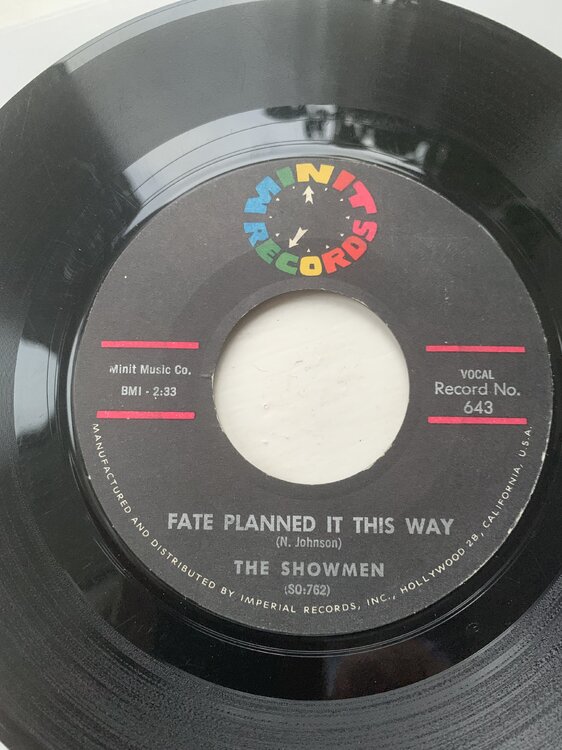 MINIT
RECORDS
Minit Music Co.
BMI - 2:33
VOCAL
Record No.
643
FATE PLANNED IT THIS WAY
(N. Johnson)
THE SHOWMEN
(SO:762)
MANUFACTURED AND DISTRIBUTED BY IMPERIAL RECORDS, INC., HOLLYWOOD 28, CALIFORNIA, U.S.A.